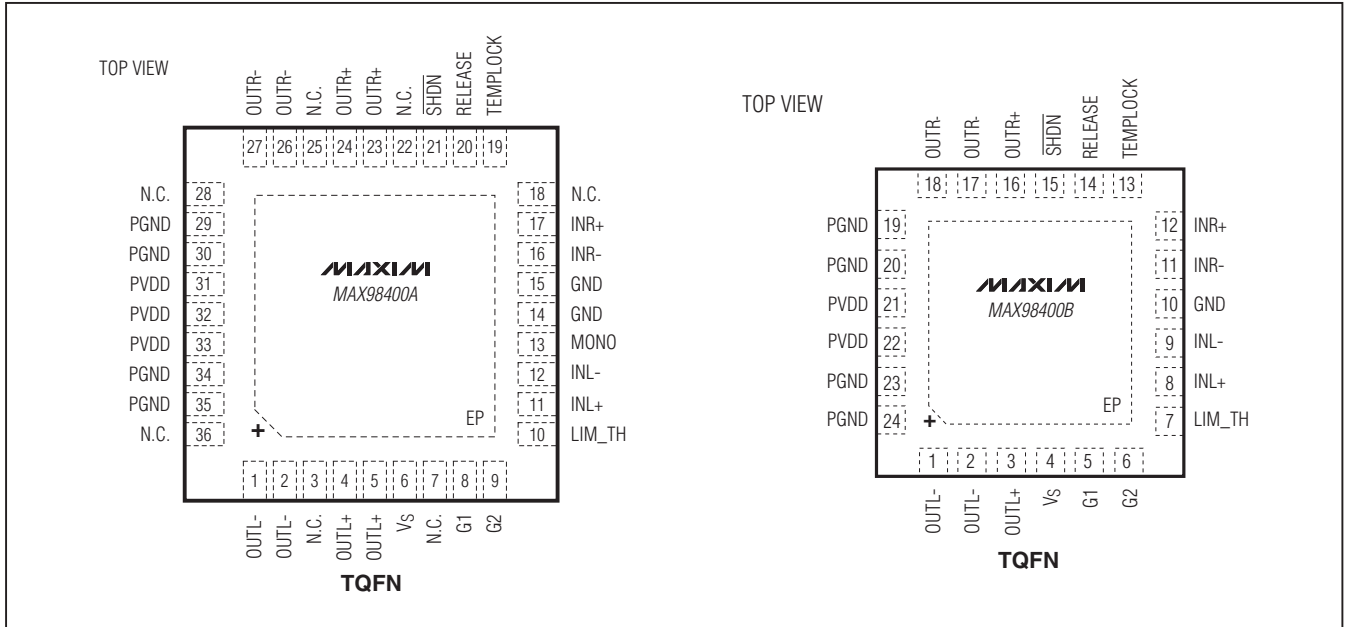 TOP VIEW
OUTR-
OUTR-
N.C.
OUTR+
OUTR+
N.C.
SHDN
RELEASE
TEMPLOCK
27 26 25 24 23 22 21 20 19
N.C. 28
PGND 29
PGND 30
PVDD 31
PVDD 32
PVDD 33
PGND 34
PGND 35
N.C. 36
MAXIM
MAX98400A
18 N.C.
17 INR+
16 INR-
15 GND
14 GND
13 MONO
12 INL-
11 INL+
10 LIM_TH
EP
+
1 2 3 4 5 6 7 8 9
OUTL-
OUTL-
N.C.
OUTL+
OUTL+
VS
N.C.
G1
G2
TQFN
TOP VIEW
OUTR-
OUTR-
OUTR+
SHDN
RELEASE
TEMPLOCK
18 17 16 15 14 13
PGND 19
PGND 20
PVDD 21
PVDD 22
PGND 23
PGND 24
MAXIM
MAX98400B
12 INR+
11 INR-
10 GND
9 INL-
8 INL+
7 LIM_TH
EP
+
1 2 3 4 5 6
OUTL-
OUTL-
OUTL+
VS
G1
G2
TQFN